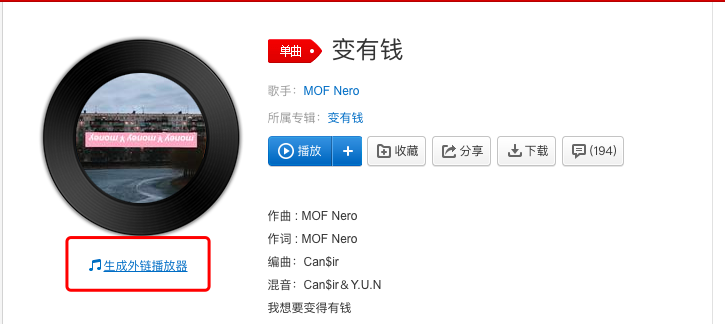 单曲 变有钱
歌手：MOF Nero
所属专辑：变有钱
播放 + 收藏 分享 下载 (194)
money ¥ money ¥ money
生成外链播放器
作曲 : MOF Nero
作词 : MOF Nero
编曲：Can$ir
混音：Can$ir＆Y.U.N
我想要变得有钱